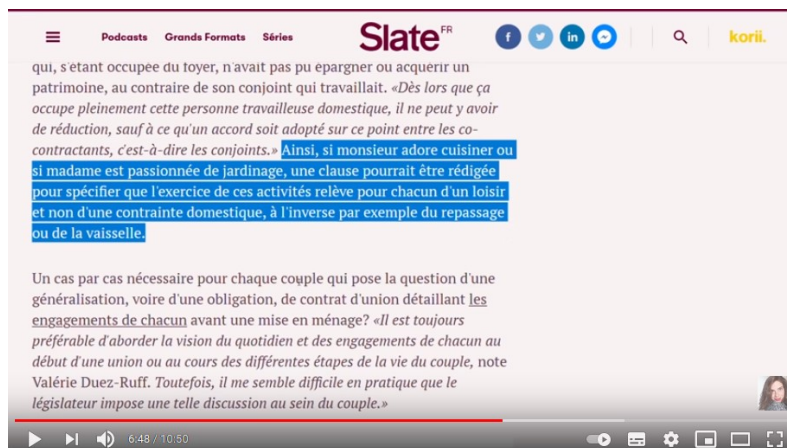 Podcasts Grands Formats Séries Slate FR korii.
qui, s'étant occupée du foyer, n'avait pas pu épargner ou acquérir un
patrimoine, au contraire de son conjoint qui travaillait. «Dès lors que ça
occupe pleinement cette personne travailleuse domestique, il ne peut y avoir
de réduction, sauf à ce qu'un accord soit adopté sur ce point entre les co-
contractants, c'est-à-dire les conjoints.» Ainsi, si monsieur adore cuisiner ou
si madame est passionnée de jardinage, une clause pourrait être rédigée
pour spécifier que l'exercice de ces activités relève pour chacun d'un loisir
et non d'une contrainte domestique, à l'inverse par exemple du repassage
ou de la vaisselle.
Un cas par cas nécessaire pour chaque couple qui pose la question d'une
généralisation, voire d'une obligation, de contrat d'union détaillant les
engagements de chacun avant une mise en ménage? «Il est toujours
préférable d'aborder la vision du quotidien et des engagements de chacun au
début d'une union ou au cours des différentes étapes de la vie du couple, note
Valérie Duez-Ruff. Toutefois, il me semble difficile en pratique que le
législateur impose une telle discussion au sein du couple.»
6:48 / 10:50